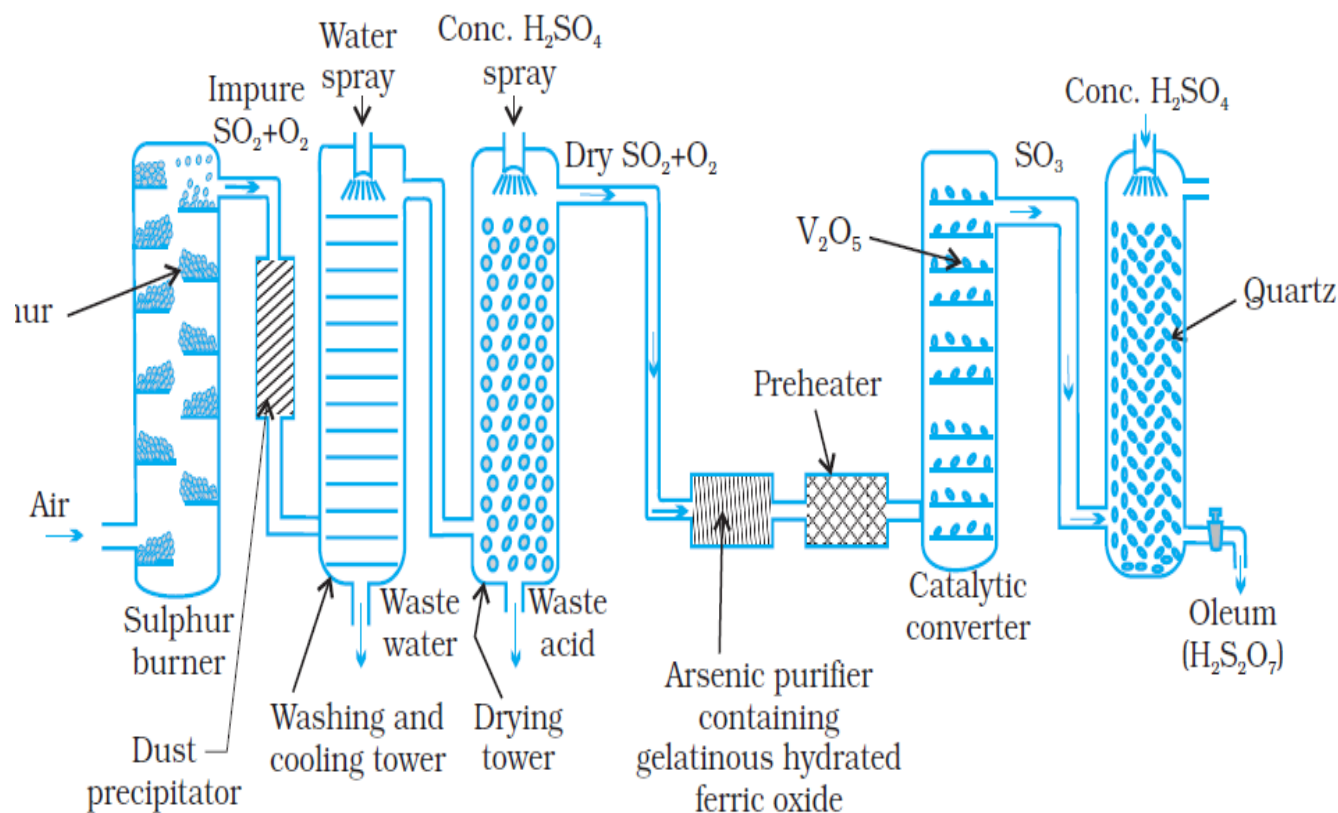 Water
spray
Conc. H₂SO₄
spray
Impure
SO₂+O₂
Dry SO₂+O₂
Conc. H₂SO₄
SO₃
V₂O₅
Quartz
Preheater
Air
Sulphur
burner
Waste
water
Waste
acid
Catalytic
converter
Oleum
(H₂S₂O₇)
Dust
precipitator
Washing and
cooling tower
Drying
tower
Arsenic purifier
containing
gelatinous hydrated
ferric oxide